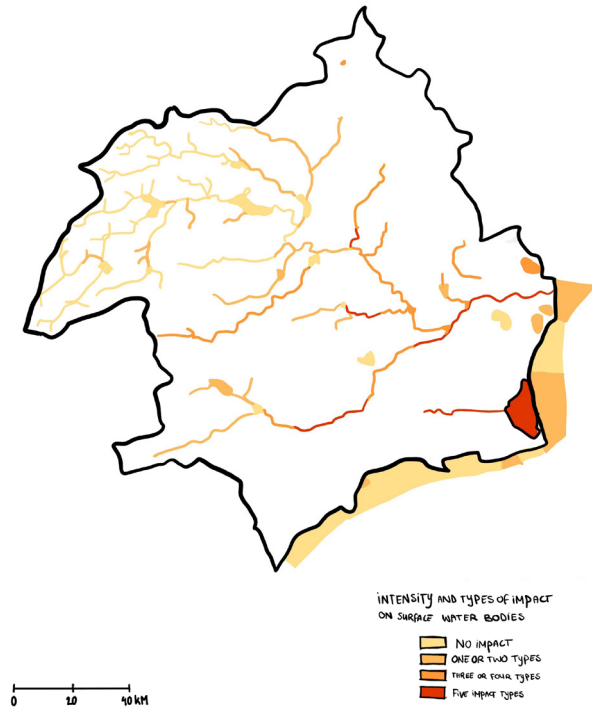 iNTENSiTY AND TYPES OF iMPACT
ON SURFACE WATER BODIES
NO IMPACT
ONE OR TWO TYPES
THREE OR FOUR TYPES
FiVE IMPACT TYPES
0 20 40 KM